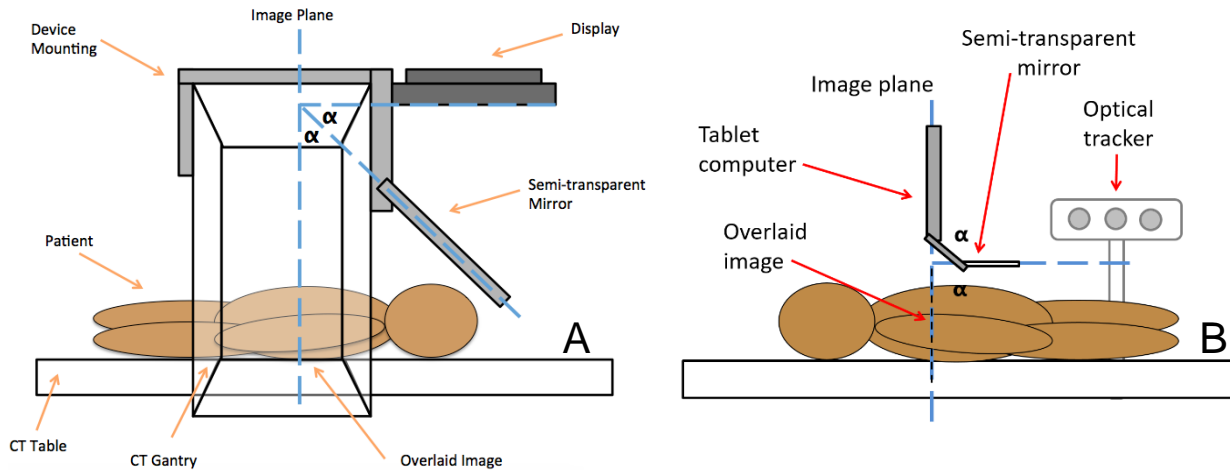 Image Plane
Device
Mounting
Display
α
α
Semi-transparent
Mirror
Patient
A
CT Table
CT Gantry
Overlaid Image
Semi-transparent
mirror
Image plane
Optical
tracker
Tablet
computer
Overlaid
image
α
α
B